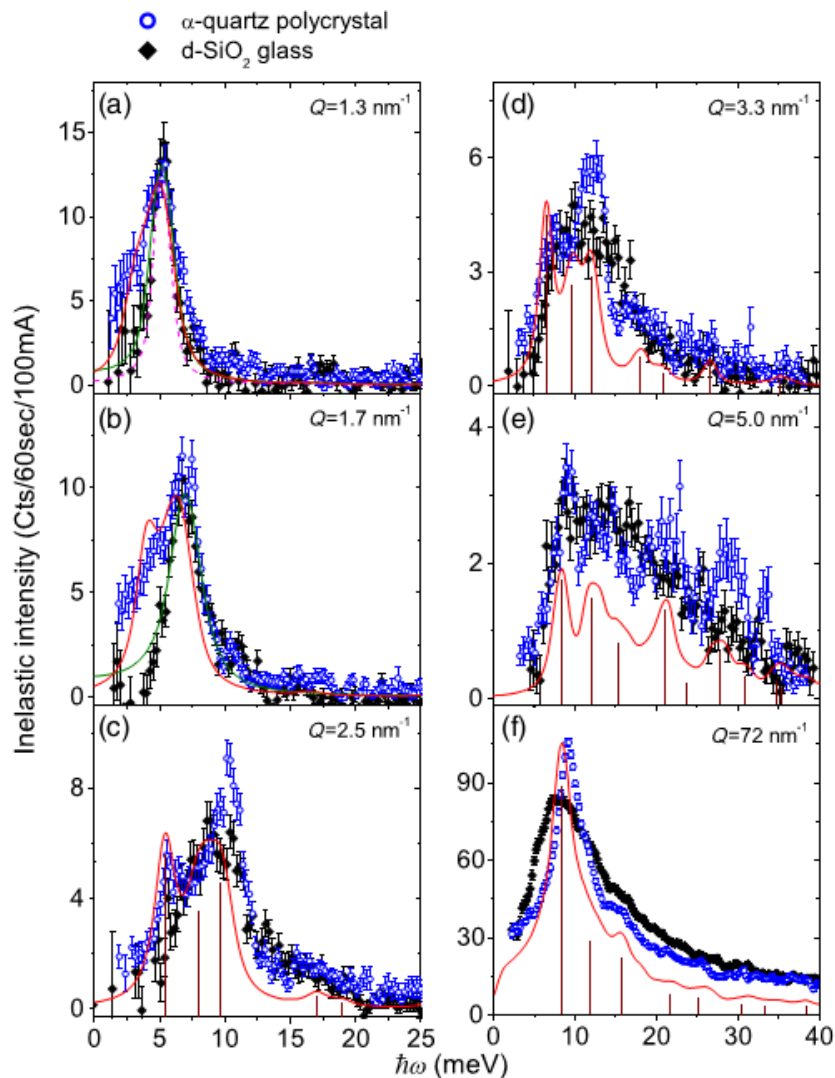 α-quartz polycrystal
d-SiO₂ glass
(a) Q=1.3 nm⁻¹
15
10
5
0
(b) Q=1.7 nm⁻¹
10
5
0
(c) Q=2.5 nm⁻¹
8
4
0
0 5 10 15 20 25
(d) Q=3.3 nm⁻¹
6
3
0
(e) Q=5.0 nm⁻¹
4
2
0
(f) Q=72 nm⁻¹
90
60
30
0
0 10 20 30 40
Inelastic intensity (Cts/60sec/100mA)
ℏω (meV)